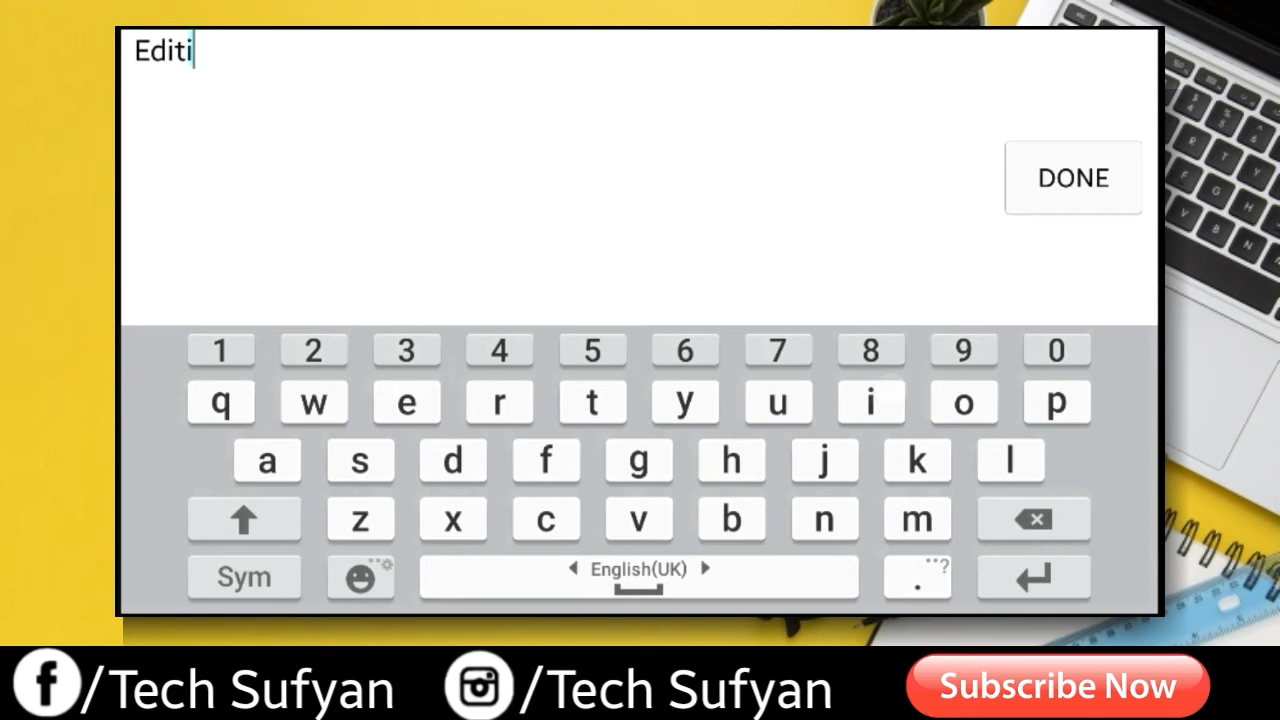 Editi
DONE
1 2 3 4 5 6 7 8 9 0
q w e r t y u i o p
a s d f g h j k l
z x c v b n m
Sym English(UK) . ?
f/Tech Sufyan /Tech Sufyan Subscribe Now